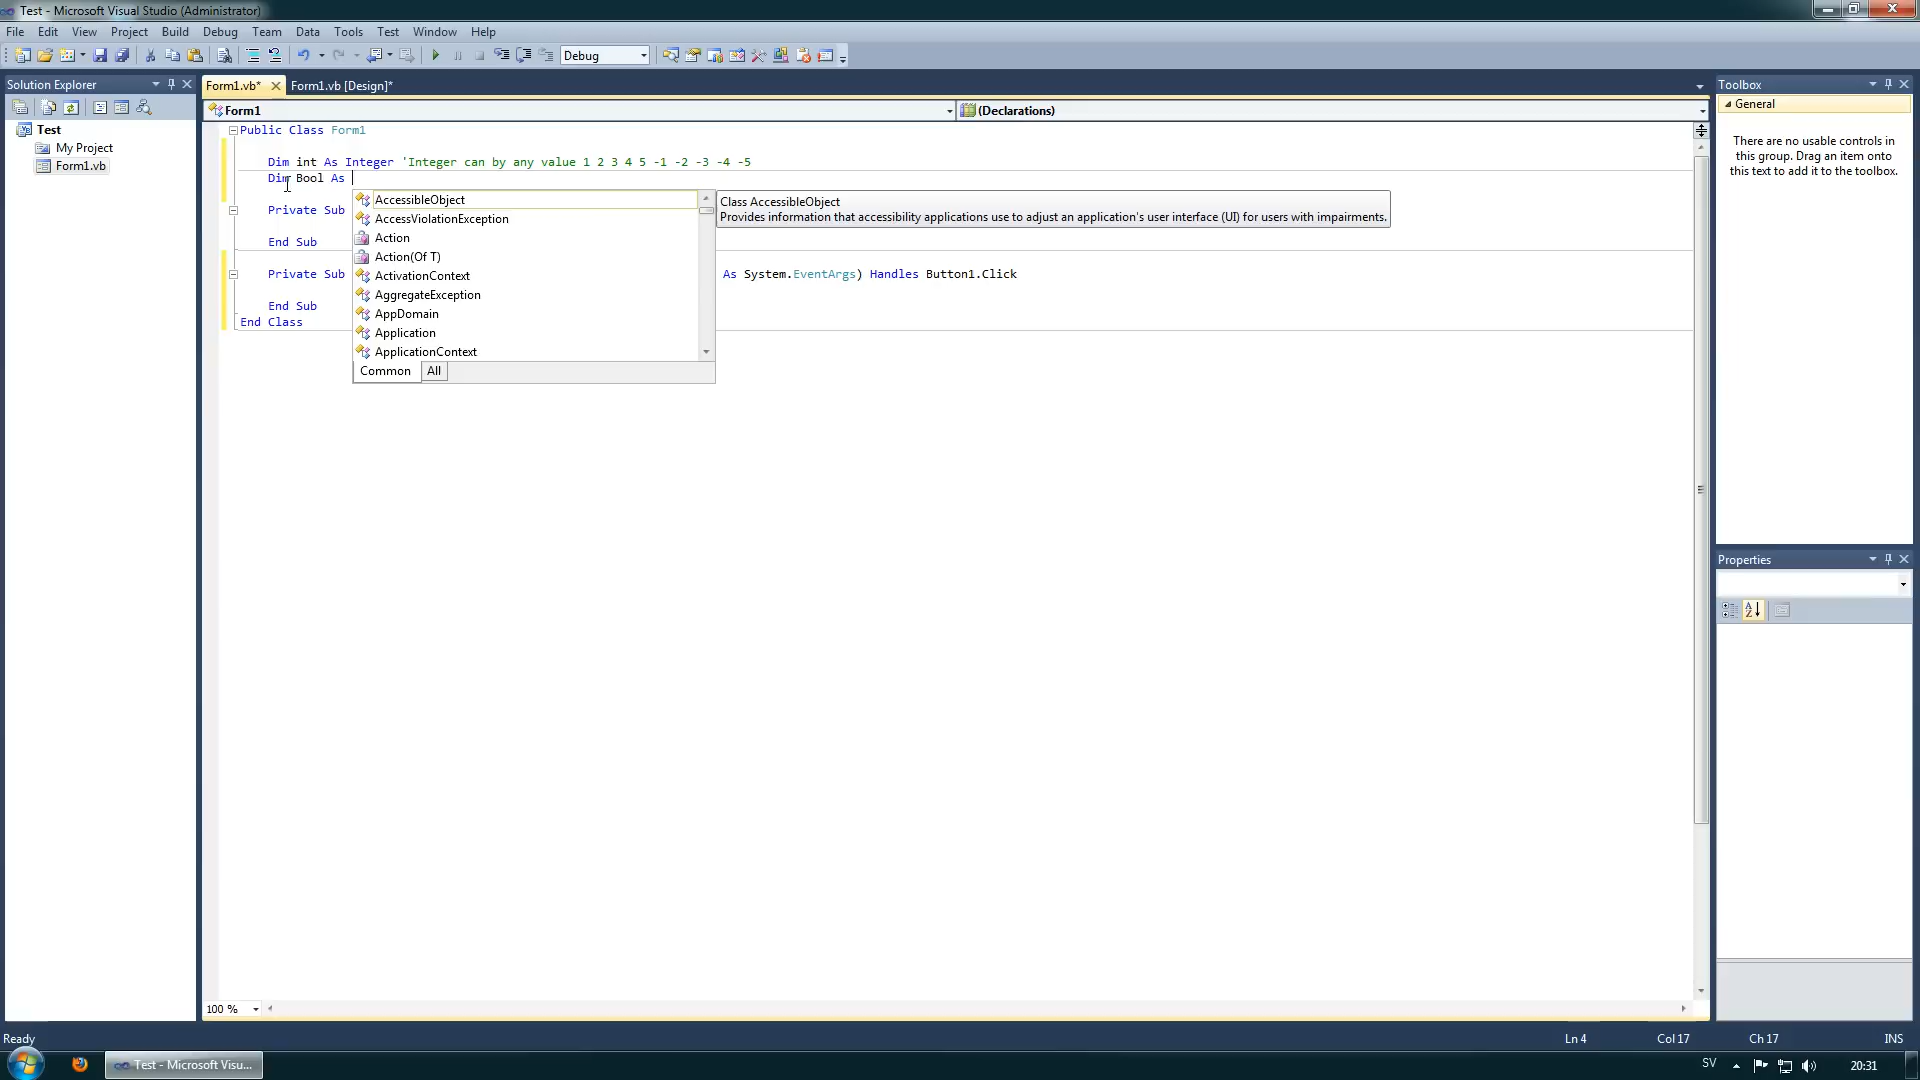 Test - Microsoft Visual Studio (Administrator)
File Edit View Project Build Debug Team Data Tools Test Window Help
Debug
Solution Explorer
Test
My Project
Form1.vb
Form1.vb*
Form1.vb [Design]*
Form1
(Declarations)
Public Class Form1
Dim int As Integer 'Integer can by any value 1 2 3 4 5 -1 -2 -3 -4 -5
Dim Bool As
Private Sub
End Sub
Private Sub As System.EventArgs) Handles Button1.Click
End Sub
End Class
AccessibleObject
AccessViolationException
Action
Action(Of T)
ActivationContext
AggregateException
AppDomain
Application
ApplicationContext
Common All
Class AccessibleObject
Provides information that accessibility applications use to adjust an application's user interface (UI) for users with impairments.
100 %
Toolbox
General
There are no usable controls in
this group. Drag an item onto
this text to add it to the toolbox.
Properties
Ready
Ln 4 Col 17 Ch 17 INS
Test - Microsoft Visu...
SV
20:31